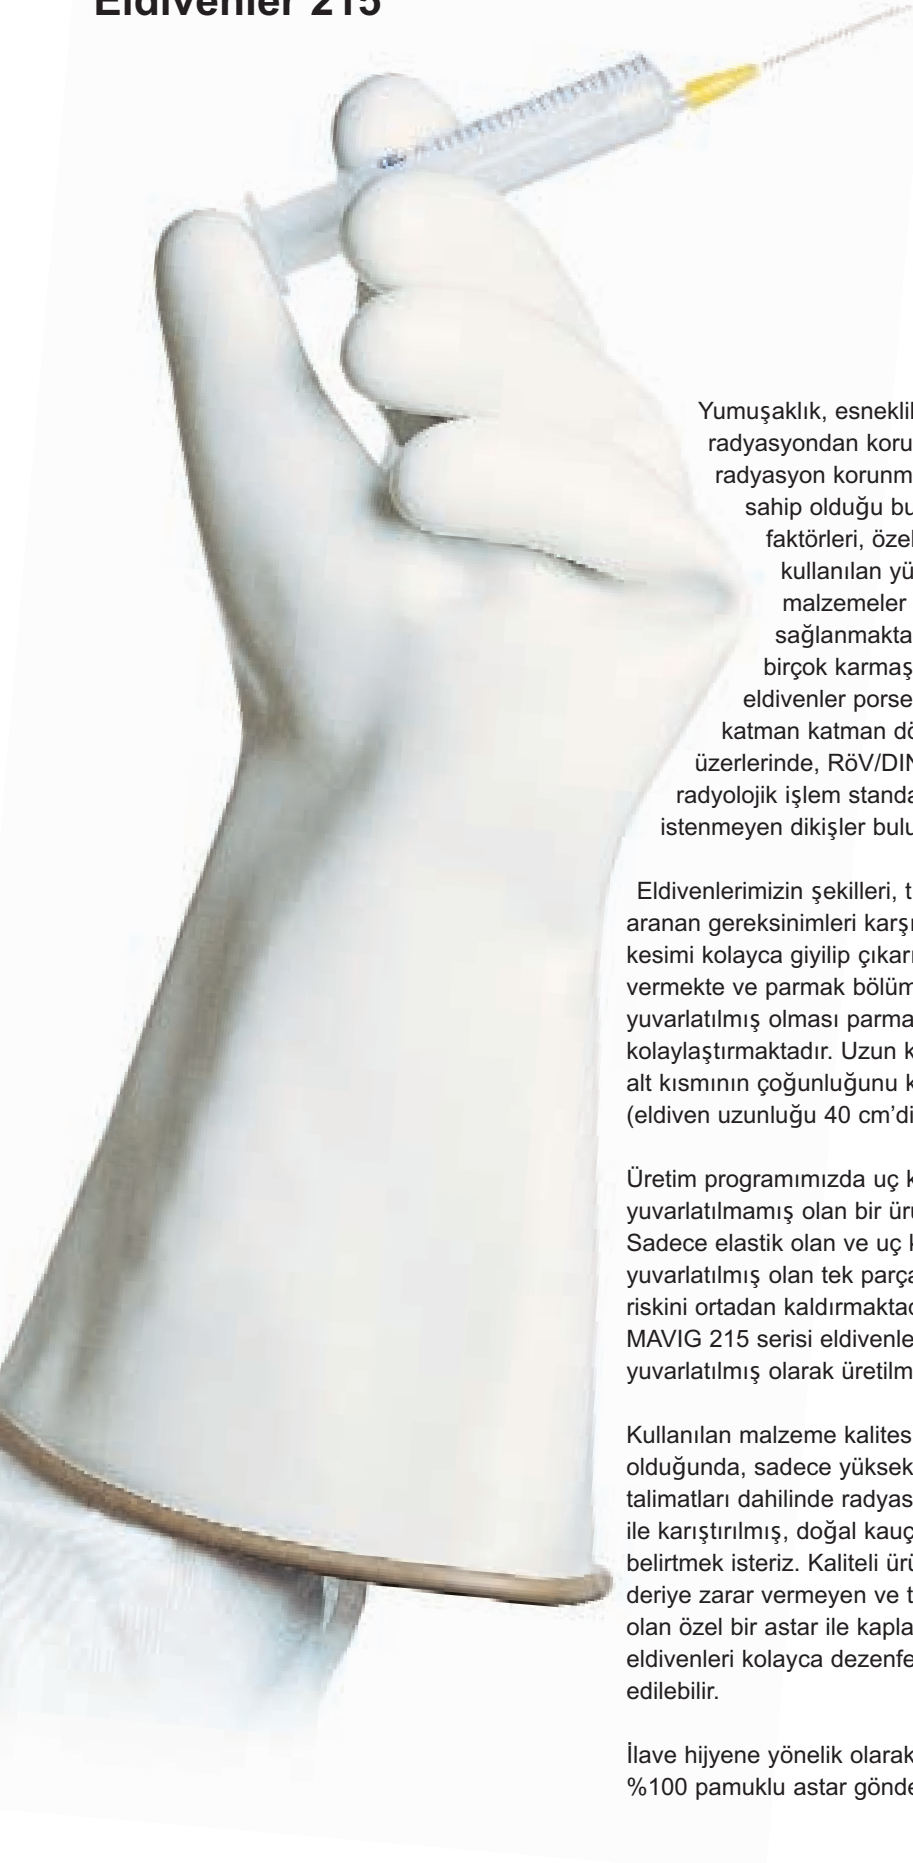 Eldivenler 215
Yumuşaklık, esneklik
radyasyondan koru
radyasyon korunm
sahip olduğu bu
faktörleri, özel
kullanılan yü
malzemeler
sağlanmakta
birçok karmaş
eldivenler porse
katman katman dö
üzerlerinde, RöV/DIN
radyolojik işlem standa
istenmeyen dikişler bulu
Eldivenlerimizin şekilleri, t
aranan gereksinimleri karşı
kesimi kolayca giyilip çıkarı
vermekte ve parmak bölüm
yuvarlatılmış olması parma
kolaylaştırmaktadır. Uzun k
alt kısmının çoğunluğunu k
(eldiven uzunluğu 40 cm’di
Üretim programımızda uç k
yuvarlatılmamış olan bir ürü
Sadece elastik olan ve uç k
yuvarlatılmış olan tek parça
riskini ortadan kaldırmaktad
MAVIG 215 serisi eldivenle
yuvarlatılmış olarak üretilm
Kullanılan malzeme kalites
olduğunda, sadece yüksek
talimatları dahilinde radyas
ile karıştırılmış, doğal kauç
belirtmek isteriz. Kaliteli ürü
deriye zarar vermeyen ve t
olan özel bir astar ile kapla
eldivenleri kolayca dezenfe
edilebilir.
İlave hijyene yönelik olarak
%100 pamuklu astar gönde